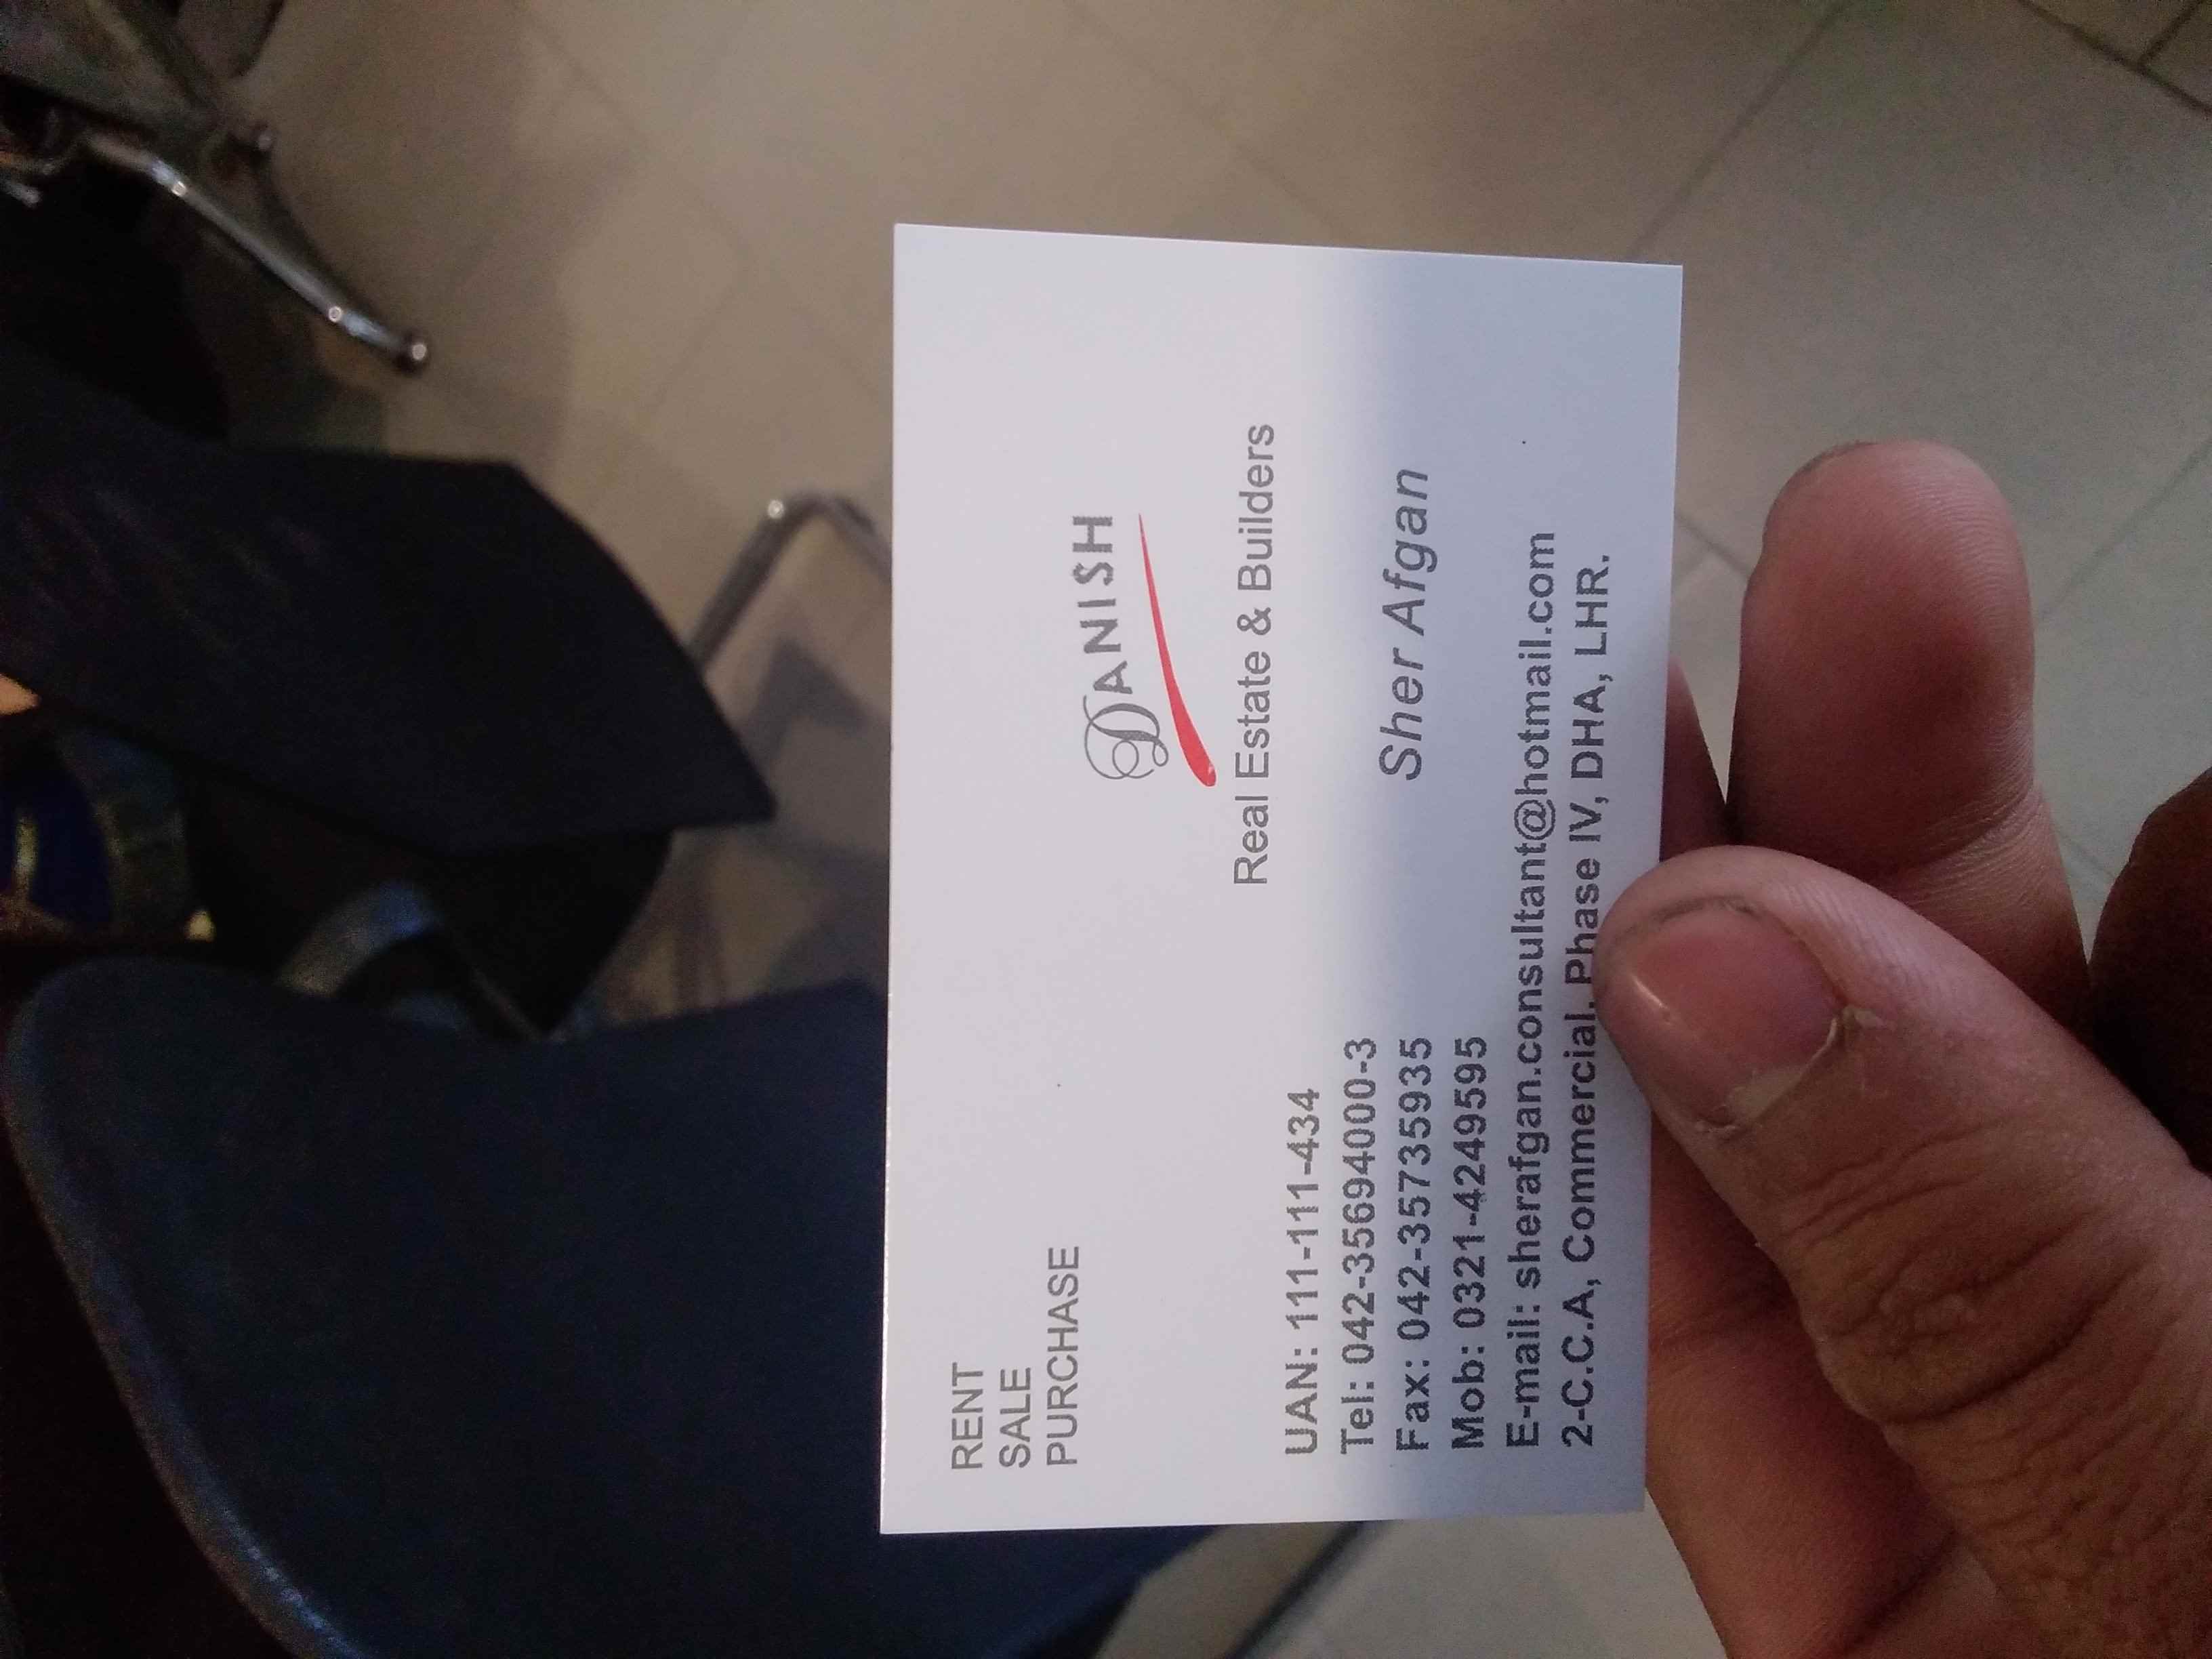 RENT
SALE
PURCHASE
DANISH
Real Estate & Builders
Sher Afgan
UAN: 111-111-434
Tel: 042-35694000-3
Fax: 042-35735935
Mob: 0321-4249595
E-mail: sherafgan.consultant@hotmail.com
2-C.C.A, Commercial, Phase IV, DHA, LHR.